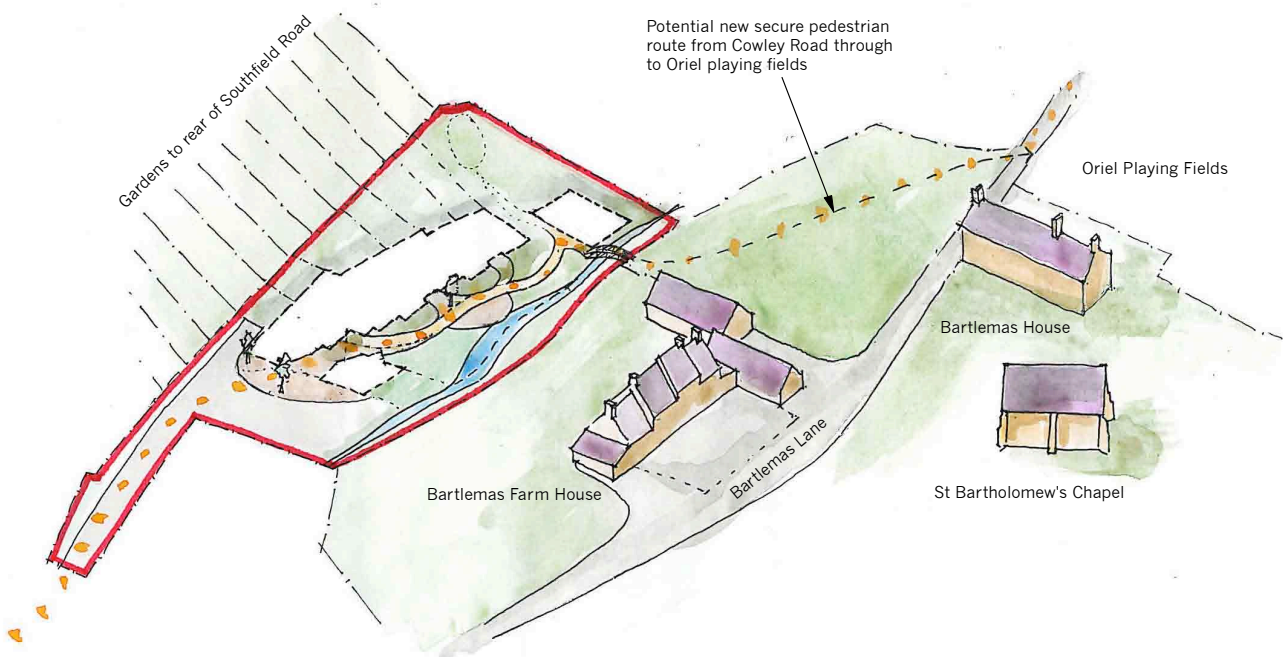 Potential new secure pedestrian
route from Cowley Road through
to Oriel playing fields
Gardens to rear of Southfield Road
Oriel Playing Fields
Bartlemas House
Bartlemas Lane
Bartlemas Farm House
St Bartholomew's Chapel